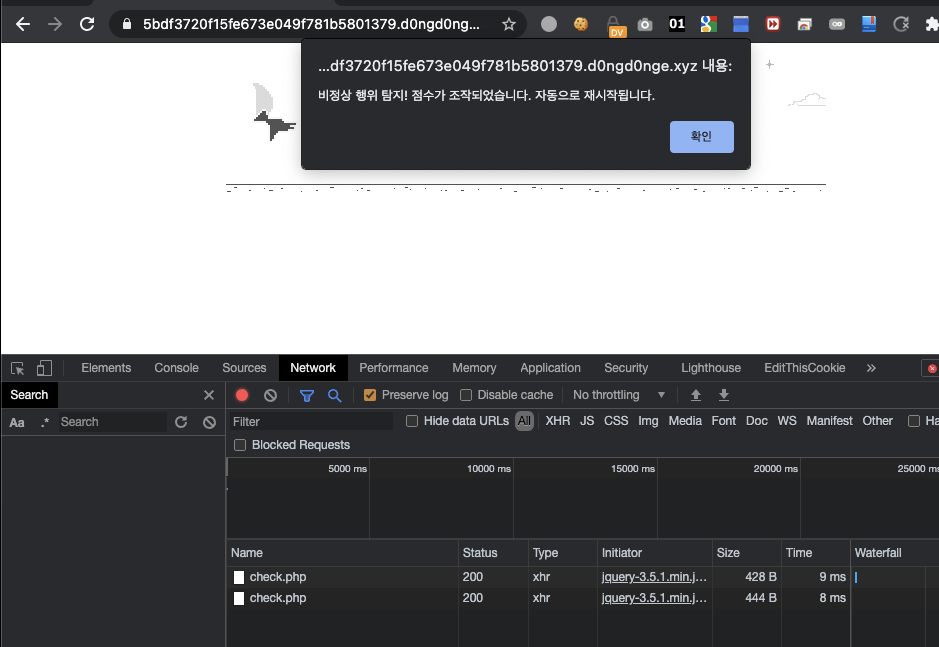 5bdf3720f15fe673e049f781b5801379.d0ngd0ng...
DV
01
...df3720f15fe673e049f781b5801379.d0ngd0nge.xyz 내용:
비정상 행위 탐지! 점수가 조작되었습니다. 자동으로 재시작됩니다.
확인
Elements Console Sources Network Performance Memory Application Security Lighthouse EditThisCookie »
Search
Preserve log Disable cache No throttling
Aa .* Search
Filter Hide data URLs All XHR JS CSS Img Media Font Doc WS Manifest Other Ha
Blocked Requests
5000 ms 10000 ms 15000 ms 20000 ms 25000 ms
Name Status Type Initiator Size Time Waterfall
check.php 200 xhr jquery-3.5.1.min.j... 428 B 9 ms
check.php 200 xhr jquery-3.5.1.min.j... 444 B 8 ms